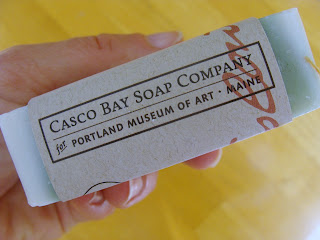 CASCO BAY SOAP COMPANY
for PORTLAND MUSEUM OF ART · MAINE